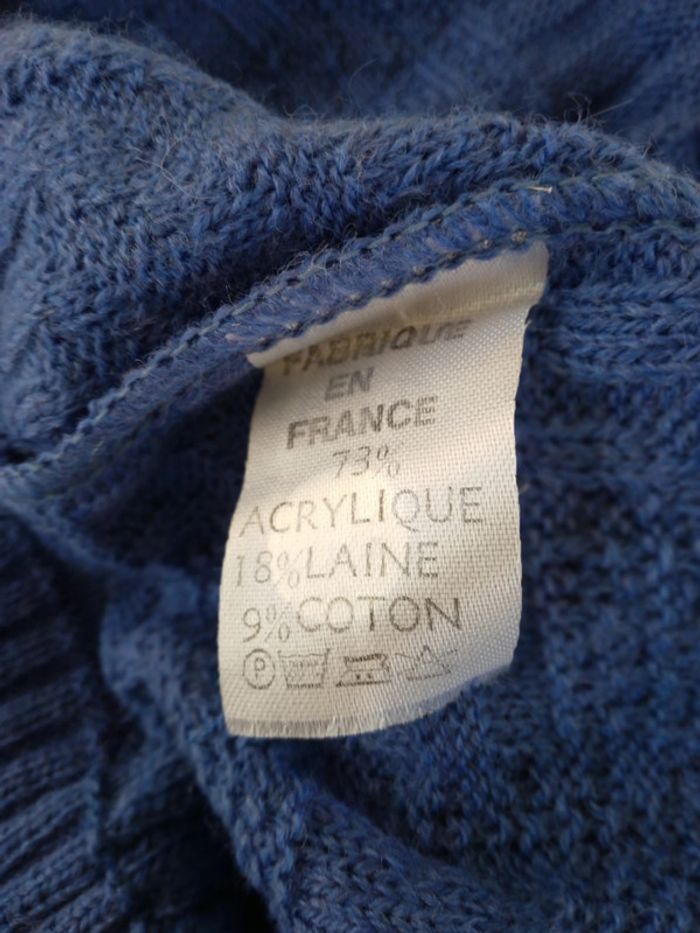 FABRIQUE
EN
FRANCE
73%
ACRYLIQUE
18% LAINE
9% COTON
P